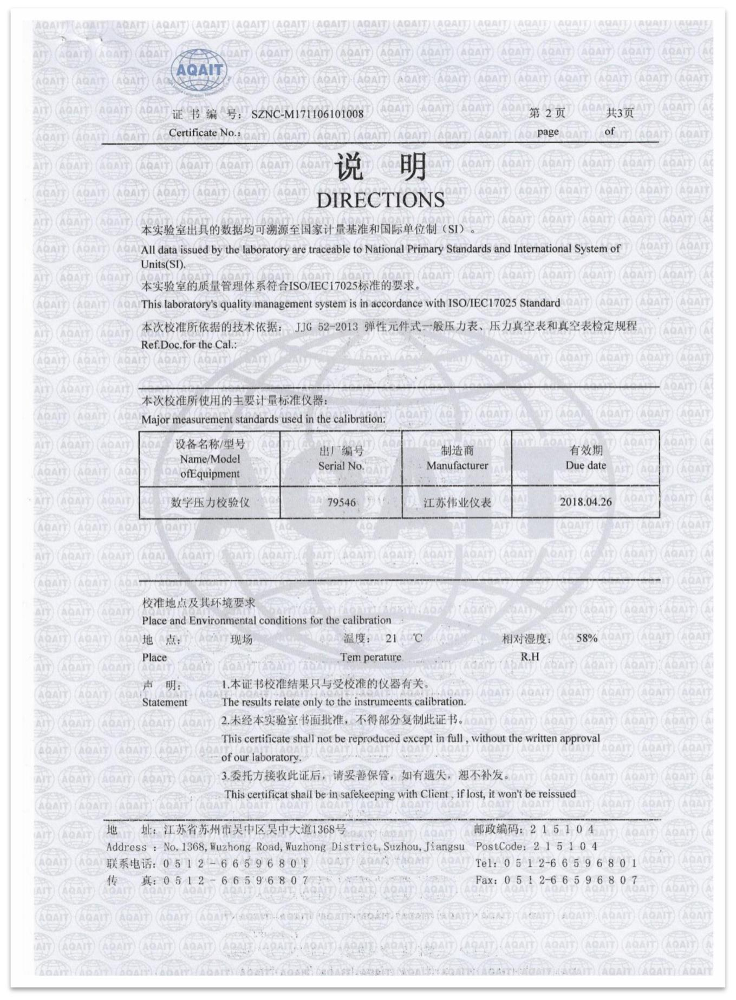 AQAIT
证 书 编 号: SZNC-M171106101008 第 2 页 共3页
Certificate No.: page of
说 明
DIRECTIONS
本实验室出具的数据均可溯源至国家计量基准和国际单位制（SI）。
All data issued by the laboratory are traceable to National Primary Standards and International System of
Units(SI).
本实验室的质量管理体系符合ISO/IEC17025标准的要求。
This laboratory's quality management system is in accordance with ISO/IEC17025 Standard
本次校准所依据的技术依据: JJG 52-2013 弹性元件式一般压力表、压力真空表和真空表检定规程
Ref.Doc.for the Cal.:
本次校准所使用的主要计量标准仪器:
Major measurement standards used in the calibration:
设备名称/型号
Name/Model
ofEquipment
出厂编号
Serial No.
制造商
Manufacturer
有效期
Due date
数字压力校验仪 79546 江苏伟业仪表 2018.04.26
校准地点及其环境要求
Place and Environmental conditions for the calibration
地 点: 现场 温度: 21 ℃ 相对湿度: 58%
Place Tem perature R.H
声 明: 1.本证书校准结果只与受校准的仪器有关。
Statement The results relate only to the instrumeents calibration.
2.未经本实验室书面批准，不得部分复制此证书。
This certificate shall not be reproduced except in full , without the written approval
of our laboratory.
3.委托方接收此证后，请妥善保管，如有遗失，恕不补发。
This certificat shall be in safekeeping with Client , if lost, it won't be reissued
地 址: 江苏省苏州市吴中区吴中大道1368号 邮政编码: 2 1 5 1 0 4
Address : No. 1368, Wuzhong Road, Wuzhong District, Suzhou, Jiangsu PostCode: 2 1 5 1 0 4
联系电话: 0 5 1 2 - 6 6 5 9 6 8 0 1 Tel: 0 5 1 2-6 6 5 9 6 8 0 1
传 真: 0 5 1 2 - 6 6 5 9 6 8 0 7 Fax: 0 5 1 2-6 6 5 9 6 8 0 7